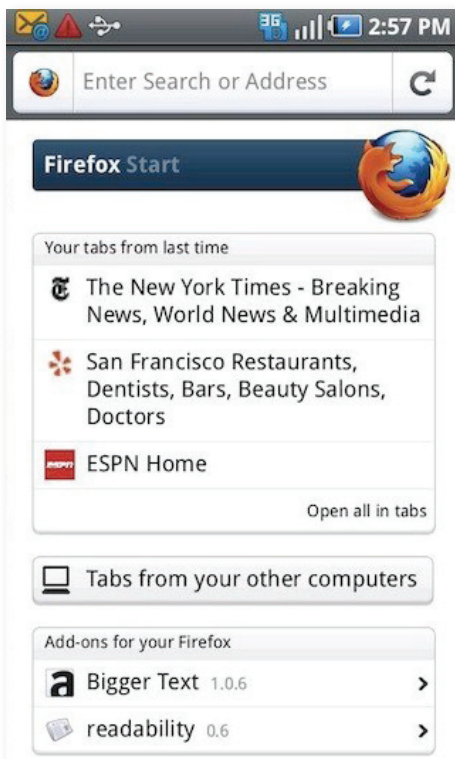 3G
2:57 PM
Enter Search or Address
Firefox Start
Your tabs from last time
The New York Times - Breaking
News, World News & Multimedia
San Francisco Restaurants,
Dentists, Bars, Beauty Salons,
Doctors
ESPN Home
Open all in tabs
Tabs from your other computers
Add-ons for your Firefox
Bigger Text 1.0.6
readability 0.6